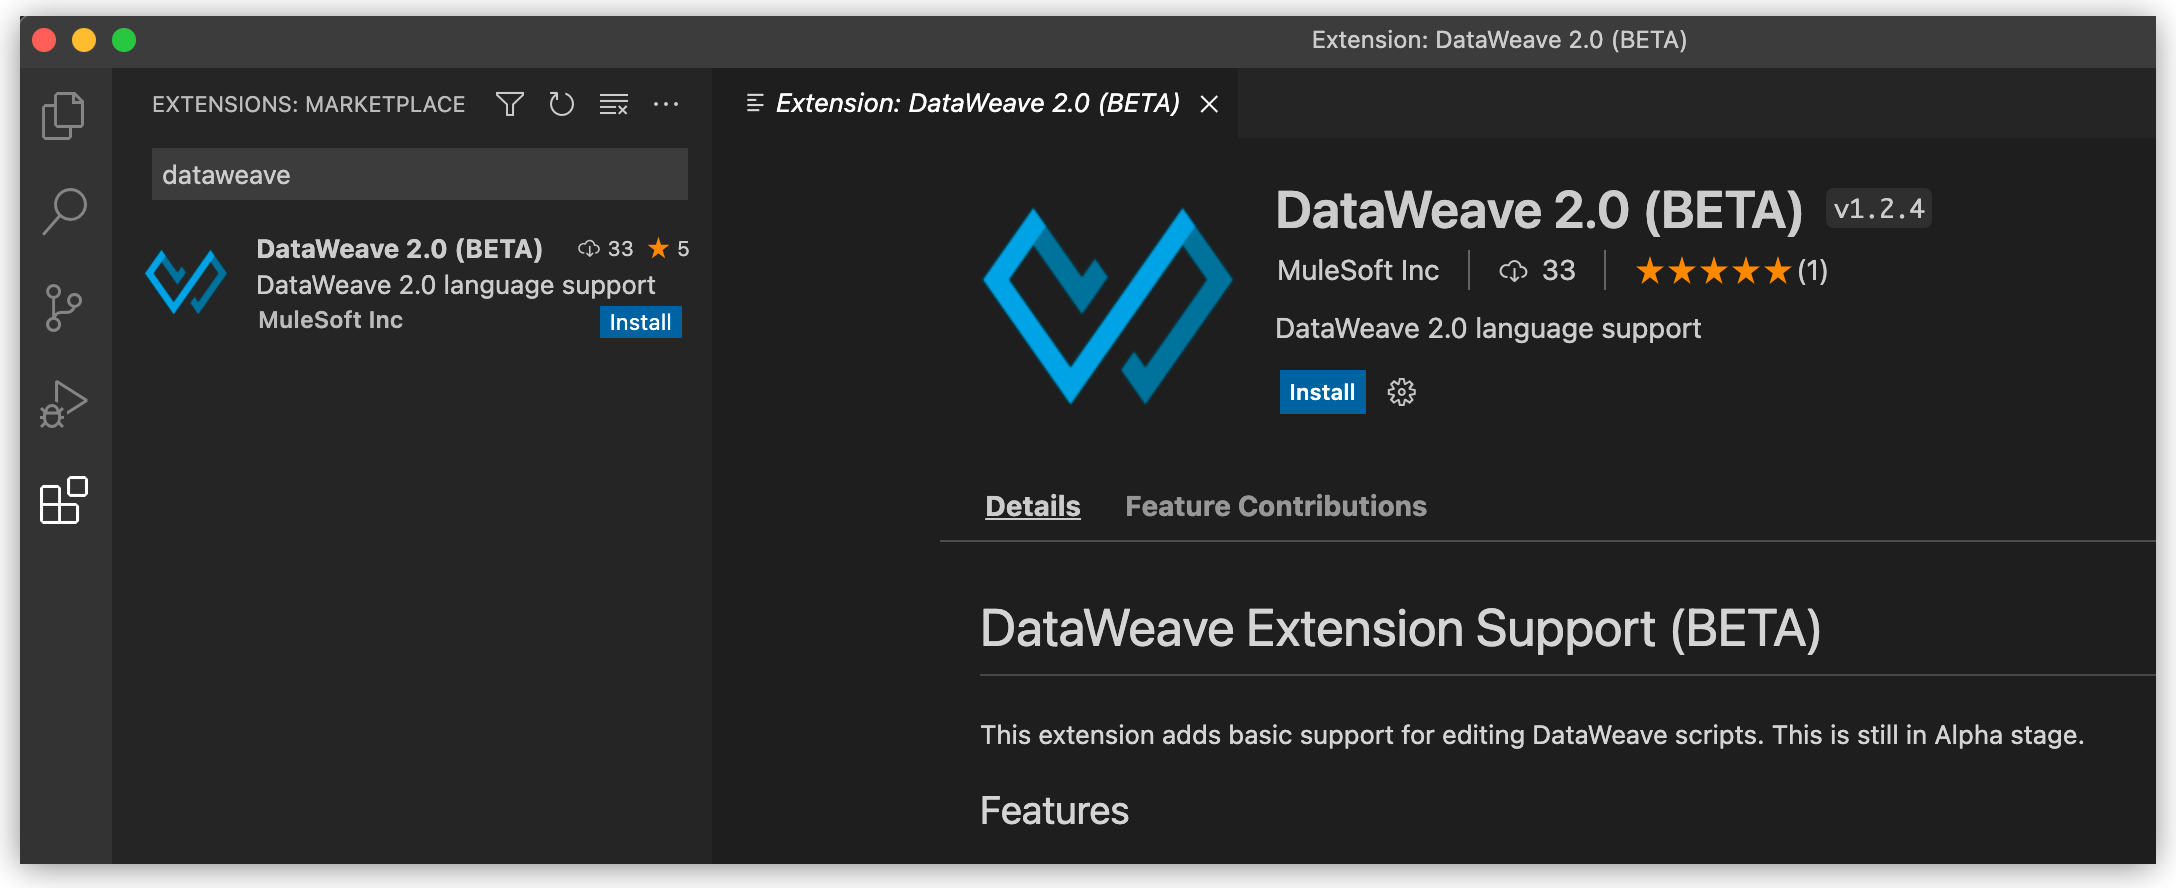 Extension: DataWeave 2.0 (BETA)
EXTENSIONS: MARKETPLACE
dataweave
DataWeave 2.0 (BETA) 33 5
DataWeave 2.0 language support
MuleSoft Inc Install
Extension: DataWeave 2.0 (BETA)
DataWeave 2.0 (BETA) v1.2.4
MuleSoft Inc 33 (1)
DataWeave 2.0 language support
Install
Details Feature Contributions
DataWeave Extension Support (BETA)
This extension adds basic support for editing DataWeave scripts. This is still in Alpha stage.
Features